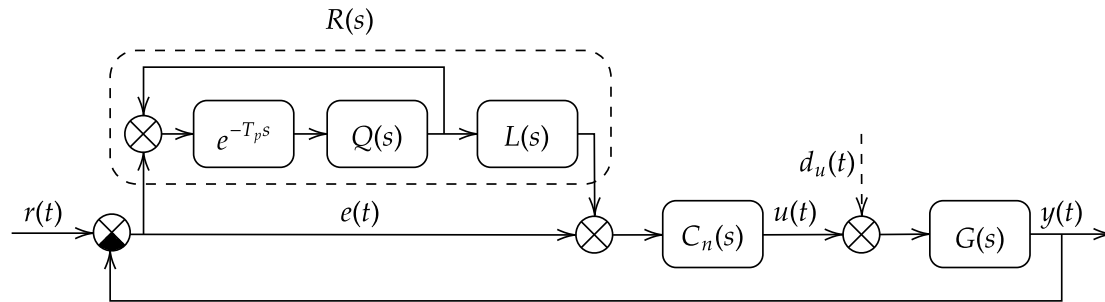 R(s)
e^{-T_p s}
Q(s)
L(s)
d_u(t)
r(t)
e(t)
C_n(s)
u(t)
G(s)
y(t)